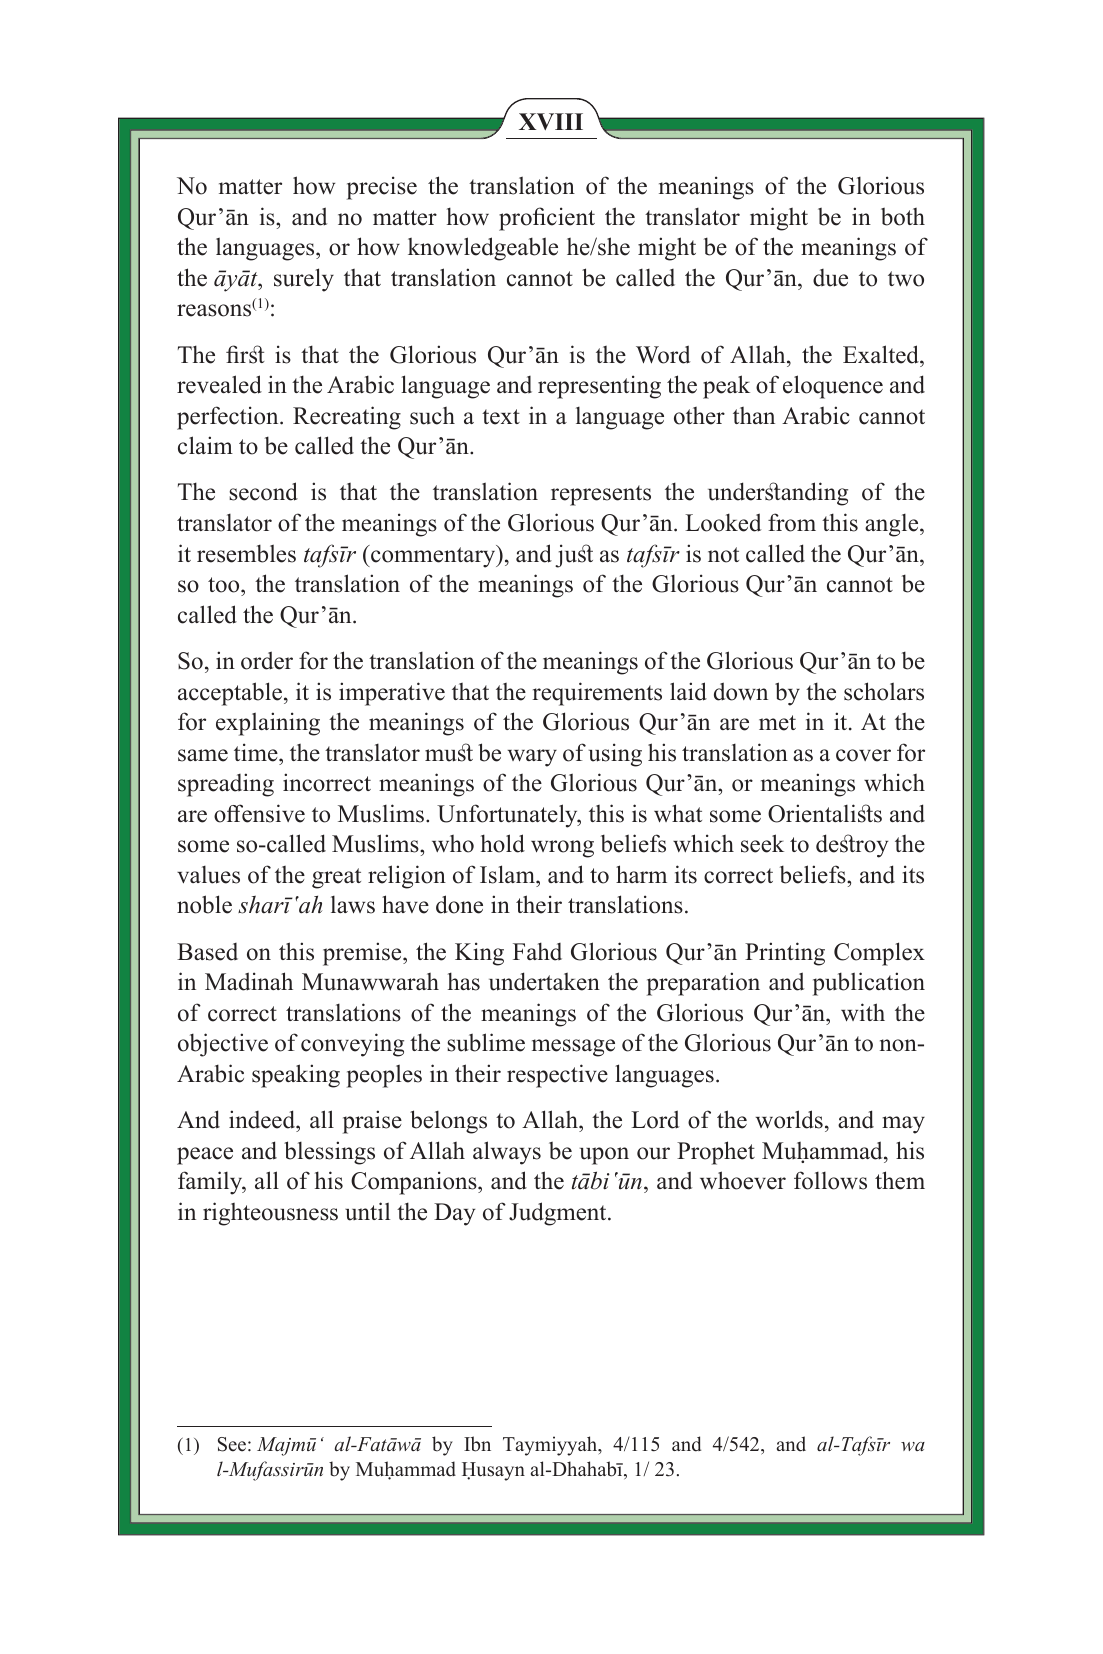 XVIII
No matter how precise the translation of the meanings of the Glorious
Qur’ān is, and no matter how proficient the translator might be in both
the languages, or how knowledgeable he/she might be of the meanings of
the āyāt, surely that translation cannot be called the Qur’ān, due to two
reasons(1):
The first is that the Glorious Qur’ān is the Word of Allah, the Exalted,
revealed in the Arabic language and representing the peak of eloquence and
perfection. Recreating such a text in a language other than Arabic cannot
claim to be called the Qur’ān.
The second is that the translation represents the understanding of the
translator of the meanings of the Glorious Qur’ān. Looked from this angle,
it resembles tafsīr (commentary), and just as tafsīr is not called the Qur’ān,
so too, the translation of the meanings of the Glorious Qur’ān cannot be
called the Qur’ān.
So, in order for the translation of the meanings of the Glorious Qur’ān to be
acceptable, it is imperative that the requirements laid down by the scholars
for explaining the meanings of the Glorious Qur’ān are met in it. At the
same time, the translator must be wary of using his translation as a cover for
spreading incorrect meanings of the Glorious Qur’ān, or meanings which
are offensive to Muslims. Unfortunately, this is what some Orientalists and
some so-called Muslims, who hold wrong beliefs which seek to destroy the
values of the great religion of Islam, and to harm its correct beliefs, and its
noble sharī‛ah laws have done in their translations.
Based on this premise, the King Fahd Glorious Qur’ān Printing Complex
in Madinah Munawwarah has undertaken the preparation and publication
of correct translations of the meanings of the Glorious Qur’ān, with the
objective of conveying the sublime message of the Glorious Qur’ān to non-
Arabic speaking peoples in their respective languages.
And indeed, all praise belongs to Allah, the Lord of the worlds, and may
peace and blessings of Allah always be upon our Prophet Muḥammad, his
family, all of his Companions, and the tābi‛ūn, and whoever follows them
in righteousness until the Day of Judgment.
(1) See: Majmū‘ al-Fatāwā by Ibn Taymiyyah, 4/115 and 4/542, and al-Tafsīr wa
l-Mufassirūn by Muḥammad Ḥusayn al-Dhahabī, 1/ 23.